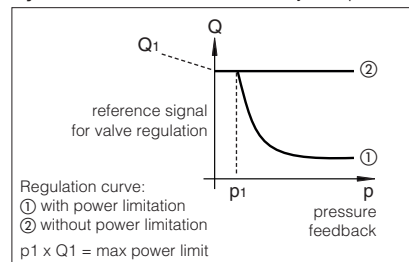 Q
Q1
②
reference signal
for valve regulation
①
Regulation curve:
① with power limitation
② without power limitation
p1 x Q1 = max power limit
p1
p
pressure
feedback